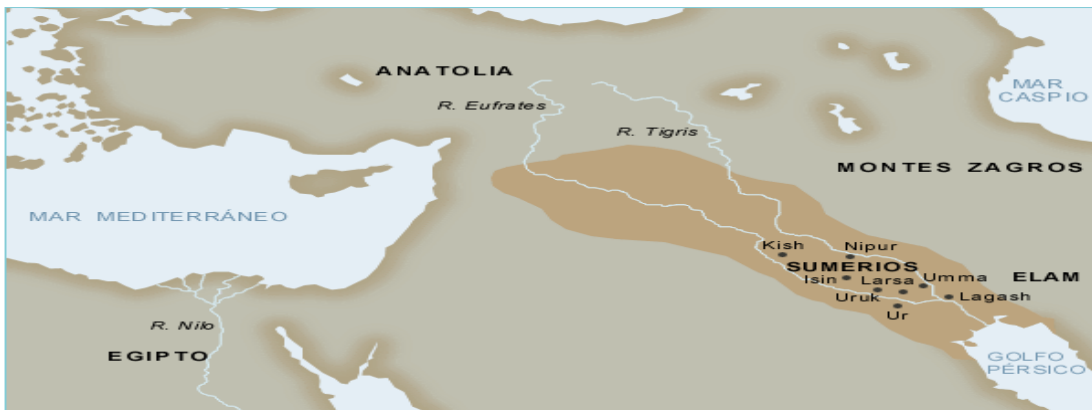 ANATOLIA
MAR
CASPIO
R. Eufrates
R. Tigris
MONTES ZAGROS
MAR MEDITERRÁNEO
Kish
Nipur
SUMERIOS
ELAM
Isin
Larsa
Umma
Uruk
Lagash
Ur
R. Nilo
EGIPTO
GOLFO
PÉRSICO